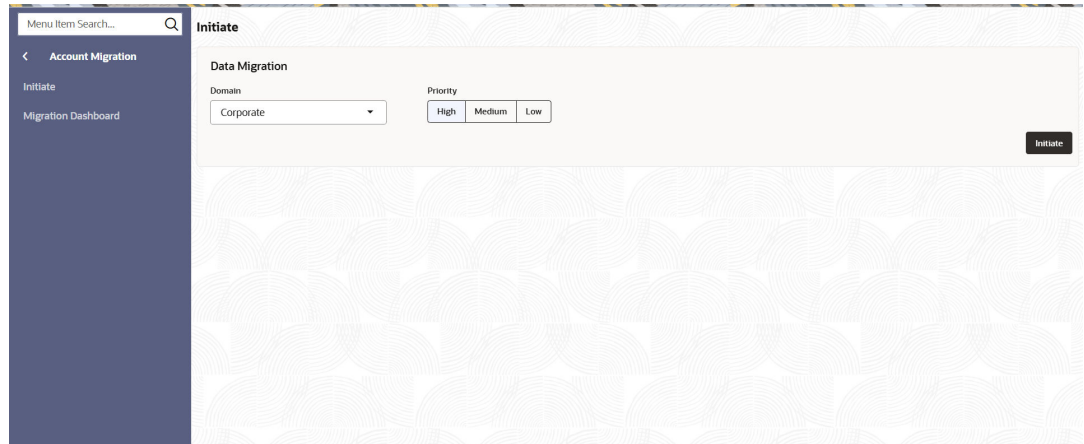 Menu Item Search...
Account Migration
Initiate
Migration Dashboard
Initiate
Data Migration
Domain
Corporate
Priority
High Medium Low
Initiate